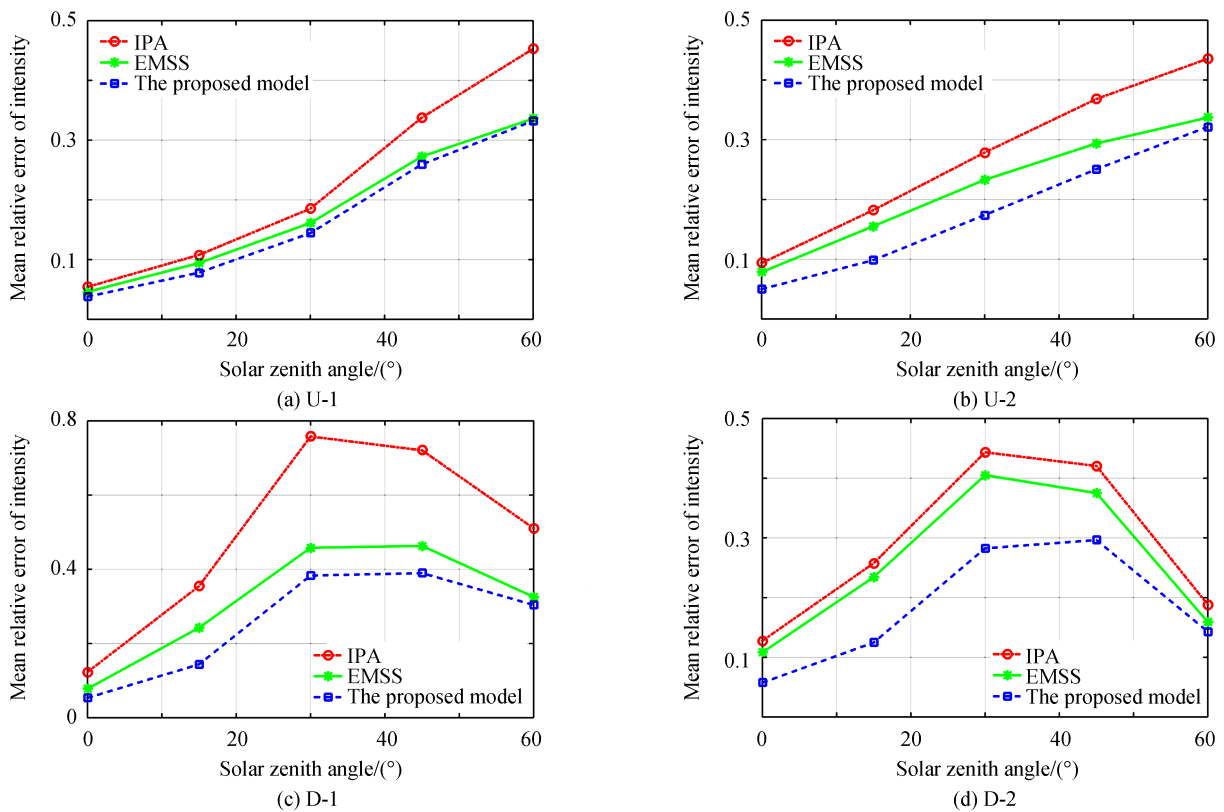 0.5
0.3
0.1
Mean relative error of intensity
IPA
EMSS
The proposed model
0
20
40
60
Solar zenith angle/(°)
(a) U-1
0.5
0.3
0.1
Mean relative error of intensity
IPA
EMSS
The proposed model
0
20
40
60
Solar zenith angle/(°)
(b) U-2
0.8
0.4
0
Mean relative error of intensity
IPA
EMSS
The proposed model
0
20
40
60
Solar zenith angle/(°)
(c) D-1
0.5
0.3
0.1
Mean relative error of intensity
IPA
EMSS
The proposed model
0
20
40
60
Solar zenith angle/(°)
(d) D-2